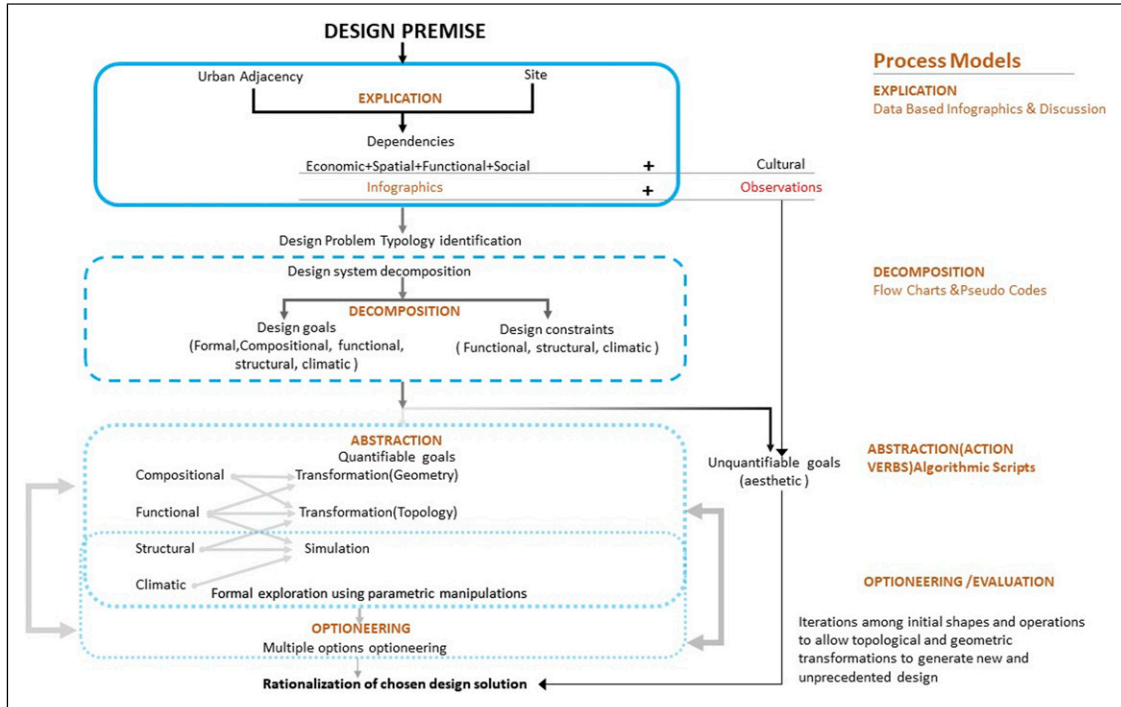 DESIGN PREMISE
Urban Adjacency
Site
EXPLICATION
Dependencies
Economic+Spatial+Functional+Social
+
Cultural
Infographics
+
Observations
Design Problem Typology identification
Design system decomposition
DECOMPOSITION
Design goals
(Formal,Compositional, functional,
structural, climatic )
Design constraints
( Functional, structural, climatic )
ABSTRACTION
Quantifiable goals
Compositional
Transformation(Geometry)
Functional
Transformation(Topology)
Structural
Simulation
Climatic
Formal exploration using parametric manipulations
OPTIONEERING
Multiple options optioneering
Rationalization of chosen design solution
Unquantifiable goals
(aesthetic )
Process Models
EXPLICATION
Data Based Infographics & Discussion
DECOMPOSITION
Flow Charts &Pseudo Codes
ABSTRACTION(ACTION
VERBS)Algorithmic Scripts
OPTIONEERING /EVALUATION
Iterations among initial shapes and operations
to allow topological and geometric
transformations to generate new and
unprecedented design